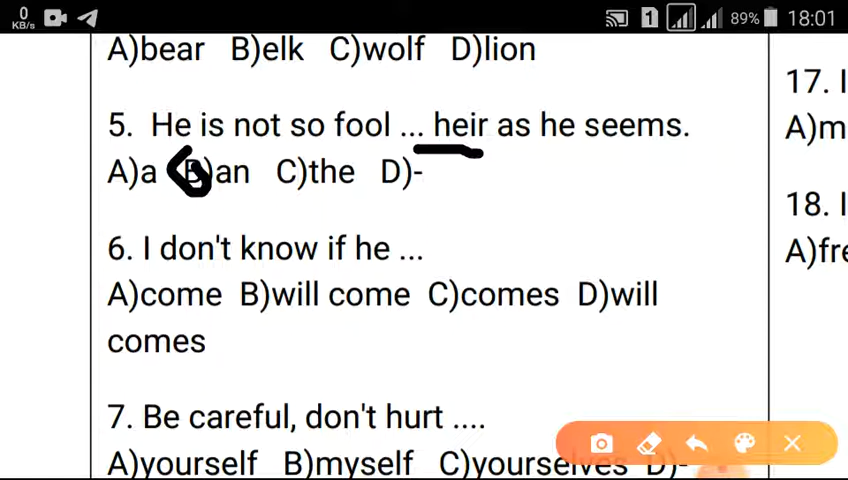 0
KB/s
1
89%
18:01
A)bear B)elk C)wolf D)lion
5. He is not so fool ... heir as he seems.
A)a B)an C)the D)-
6. I don't know if he ...
A)come B)will come C)comes D)will
comes
7. Be careful, don't hurt ....
A)yourself B)myself C)yourselves D)-
17. I
A)m
18. I
A)fre